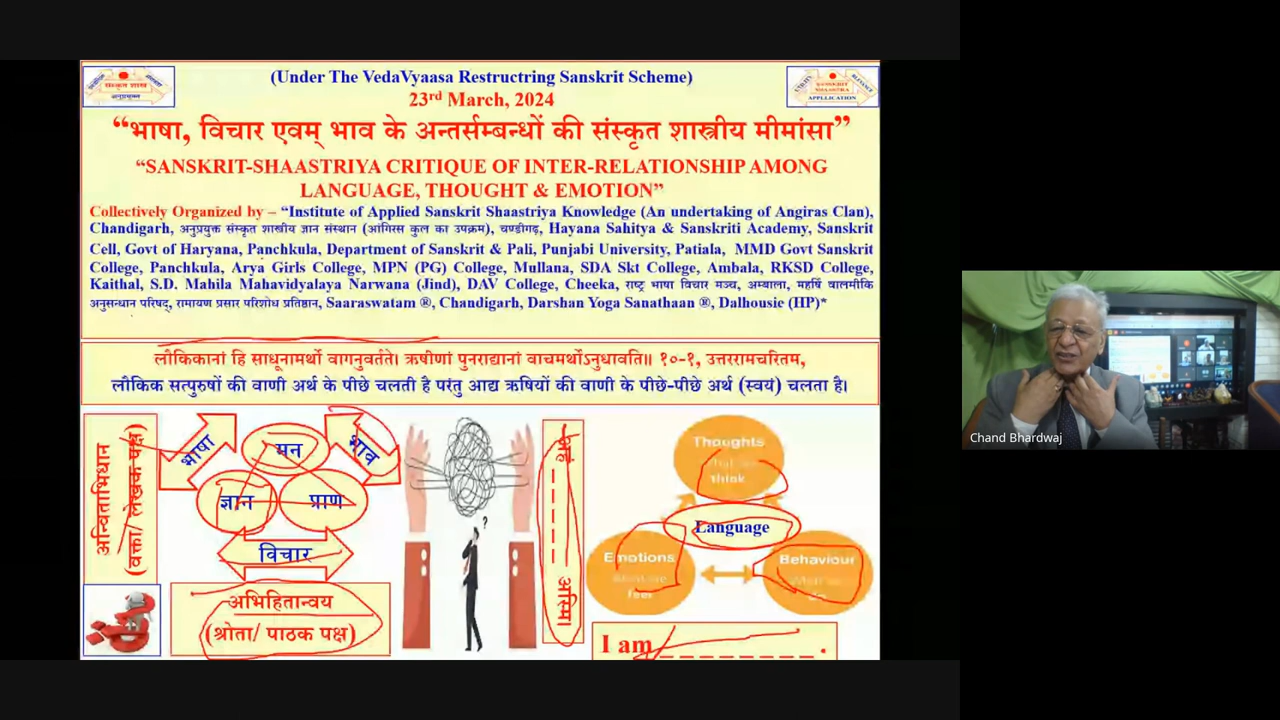 (Under The VedaVyaasa Restructring Sanskrit Scheme)
23rd March, 2024
“भाषा, विचार एवम् भाव के अन्तर्सम्बन्धों की संस्कृत शास्त्रीय मीमांसा”
“SANSKRIT-SHAASTRIYA CRITIQUE OF INTER-RELATIONSHIP AMONG
LANGUAGE, THOUGHT & EMOTION”
Collectively Organized by – “Institute of Applied Sanskrit Shaastriya Knowledge (An undertaking of Angiras Clan),
Chandigarh, अनुप्रयुक्त संस्कृत शास्त्रीय ज्ञान संस्थान (आंगिरस कुल का उपक्रम), चण्डीगढ़, Hayana Sahitya & Sanskriti Academy, Sanskrit
Cell, Govt of Haryana, Panchkula, Department of Sanskrit & Pali, Punjabi University, Patiala, MMD Govt Sanskrit
College, Panchkula, Arya Girls College, MPN (PG) College, Mullana, SDA Skt College, Ambala, RKSD College,
Kaithal, S.D. Mahila Mahavidyalaya Narwana (Jind), DAV College, Cheeka, राष्ट्र भाषा विचार मञ्च, अम्बाला, महर्षि वाल्मीकि
अनुसन्धान परिषद्, रामायण प्रसार परिशोध प्रतिष्ठान, Saaraswatam ®, Chandigarh, Darshan Yoga Sanathaan ®, Dalhousie (HP)*
लौकिकानां हि साधूनामर्थो वागनुवर्तते। ऋषीणां पुनराद्यानां वाचमर्थोऽनुधावति॥ १०-१, उत्तररामचरितम,
लौकिक सत्पुरुषों की वाणी अर्थ के पीछे चलती है परंतु आद्य ऋषियों की वाणी के पीछे-पीछे अर्थ (स्वयं) चलता है।
अन्विताभिधान
(वक्ता/ लेखक पक्ष)
भाषा
मन
भाव
ज्ञान
प्राण
विचार
अभिहितान्वय
(श्रोता/ पाठक पक्ष)
?
अस्मि।
Thoughts
think
Language
Emotions
feel
Behaviour
I am _ _ _ _ _ _ _ _ .
Chand Bhardwaj